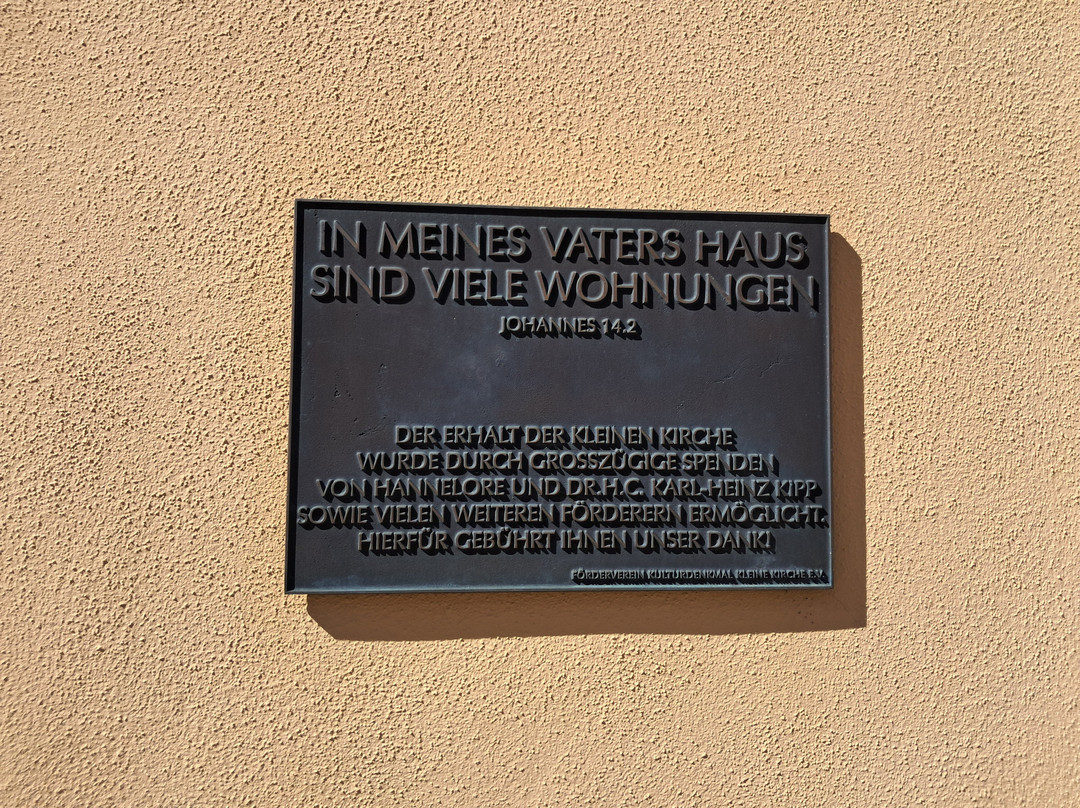 IN MEINES VATERS HAUS
SIND VIELE WOHNUNGEN
JOHANNES 14.2
DER ERHALT DER KLEINEN KIRCHE
WURDE DURCH GROSSZÜGIGE SPENDEN
VON HANNELORE UND DR.H.C. KARL-HEINZ KIPP
SOWIE VIELEN WEITEREN FÖRDERERN ERMÖGLICHT.
HIERFÜR GEBÜHRT IHNEN UNSER DANK!
FÖRDERVEREIN KULTURDENKMAL KLEINE KIRCHE E.V.